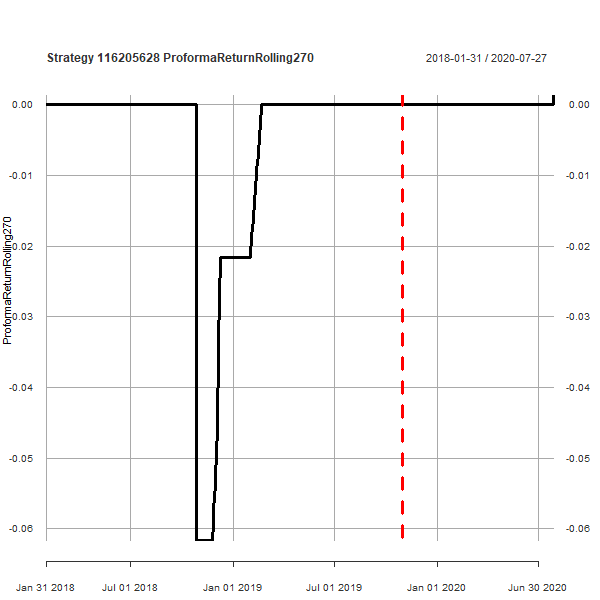 Strategy 116205628 ProformaReturnRolling270
2018-01-31 / 2020-07-27
0.00 0.00
-0.01 -0.01
-0.02 -0.02
-0.03 -0.03
-0.04 -0.04
-0.05 -0.05
-0.06 -0.06
ProformaReturnRolling270
Jan 31 2018 Jul 01 2018 Jan 01 2019 Jul 01 2019 Jan 01 2020 Jun 30 2020